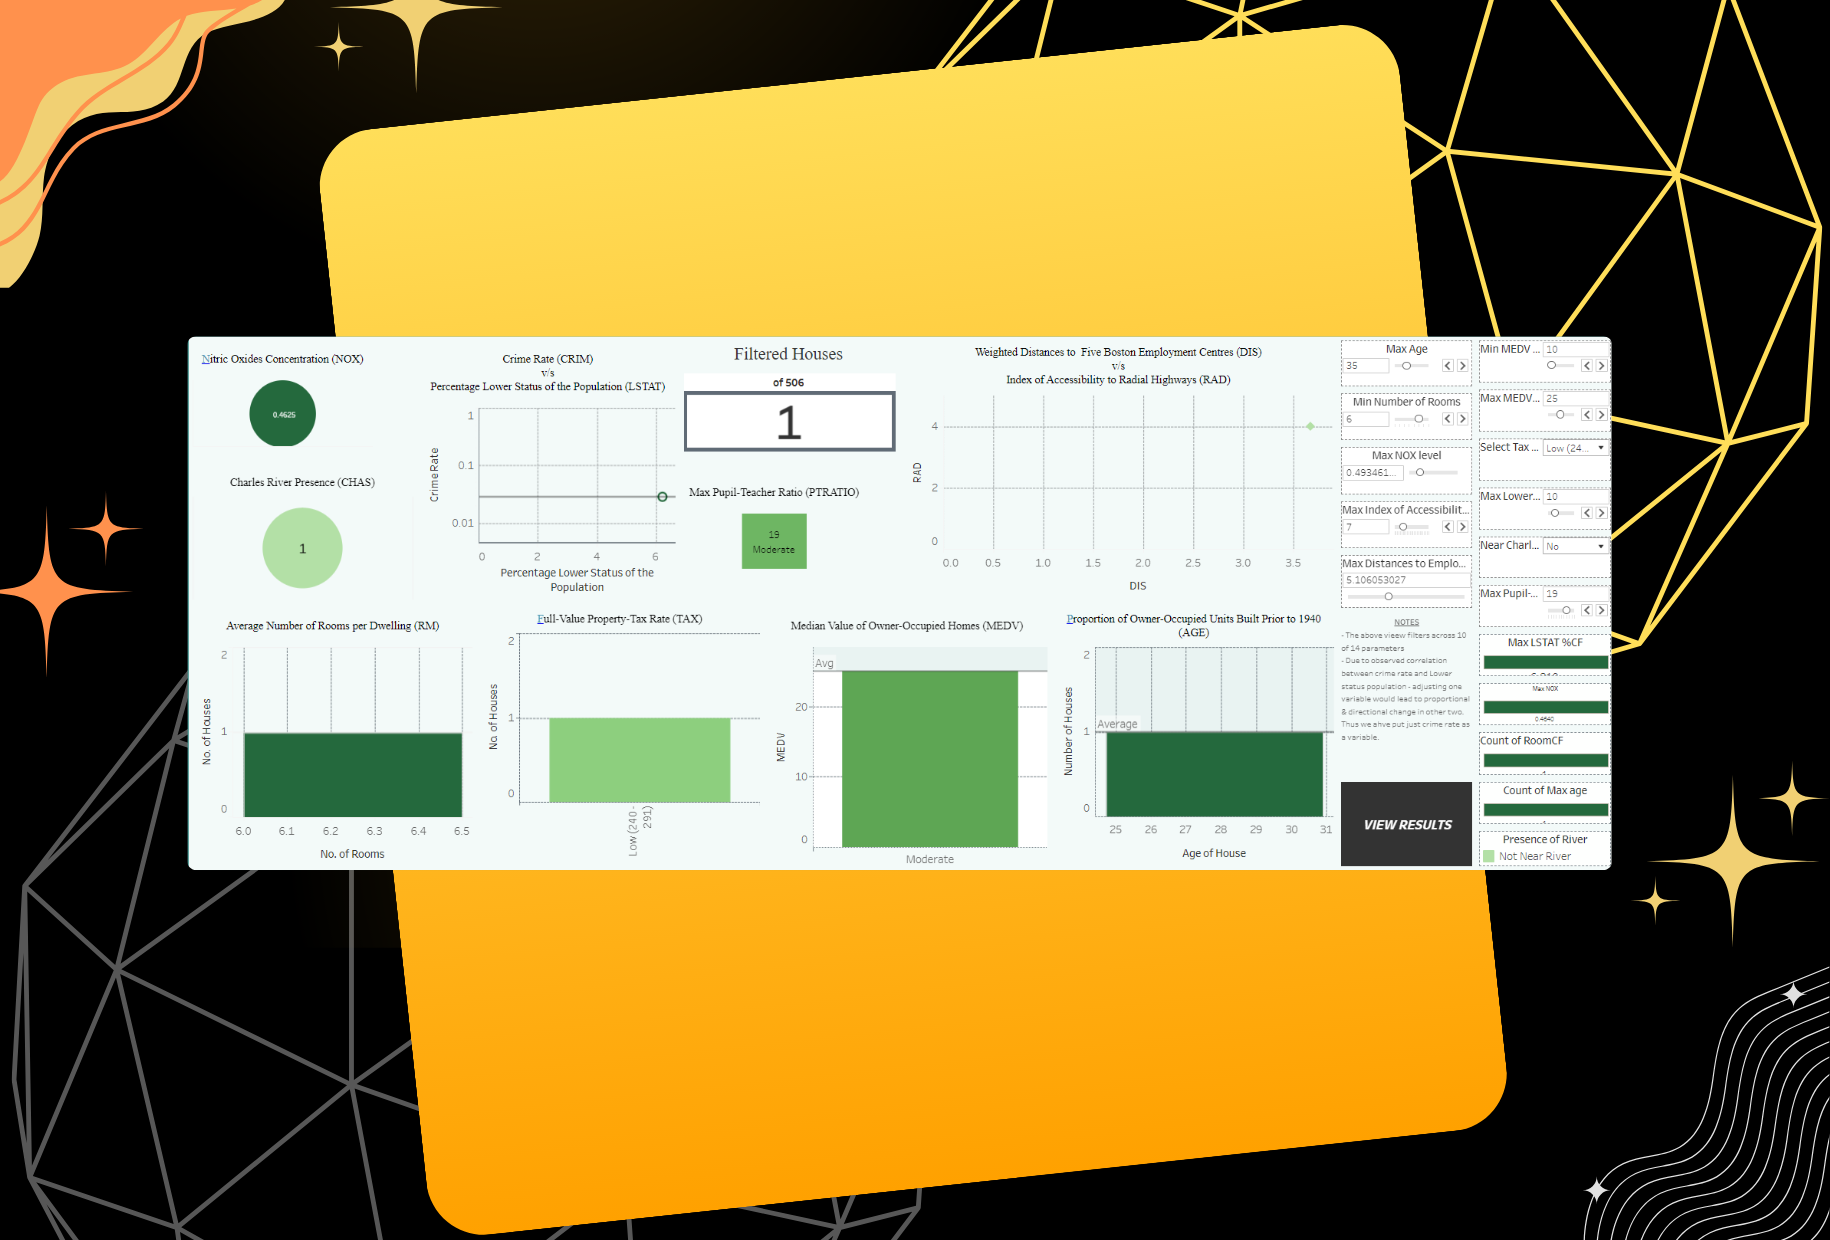 Nitric Oxides Concentration (NOX)
0.4625
Charles River Presence (CHAS)
1
Crime Rate (CRIM)
v/s
Percentage Lower Status of the Population (LSTAT)
Crime Rate
1
0.1
0.01
0
2
4
6
Percentage Lower Status of the
Population
Filtered Houses
of 506
1
Max Pupil-Teacher Ratio (PTRATIO)
19
Moderate
Weighted Distances to Five Boston Employment Centres (DIS)
v/s
Index of Accessibility to Radial Highways (RAD)
RAD
4
2
0
0.0
0.5
1.0
1.5
2.0
2.5
3.0
3.5
DIS
Average Number of Rooms per Dwelling (RM)
No. of Houses
2
1
0
6.0
6.1
6.2
6.3
6.4
6.5
No. of Rooms
Full-Value Property-Tax Rate (TAX)
No. of Houses
2
1
0
Low (240-
291)
Median Value of Owner-Occupied Homes (MEDV)
MEDV
Avg
20
10
0
Moderate
Proportion of Owner-Occupied Units Built Prior to 1940
(AGE)
Number of Houses
2
Average
1
0
25
26
27
28
29
30
31
Age of House
Max Age
35
Min Number of Rooms
6
Max NOX level
0.493461...
Max Index of Accessibilit...
7
Max Distances to Emplo...
5.106053027
NOTES
- The above vieew filters across 10
of 14 parameters
- Due to observed correlation
between crime rate and Lower
status population - adjusting one
variable would lead to proportional
& directional change in other two.
Thus we ahve put just crime rate as
a variable.
VIEW RESULTS
Min MEDV ...
10
Max MEDV...
25
Select Tax ...
Low (24...
Max Lower...
10
Near Charl...
No
Max Pupil-...
19
Max LSTAT %CF
Max NOX
0.4640
Count of RoomCF
Count of Max age
Presence of River
Not Near River